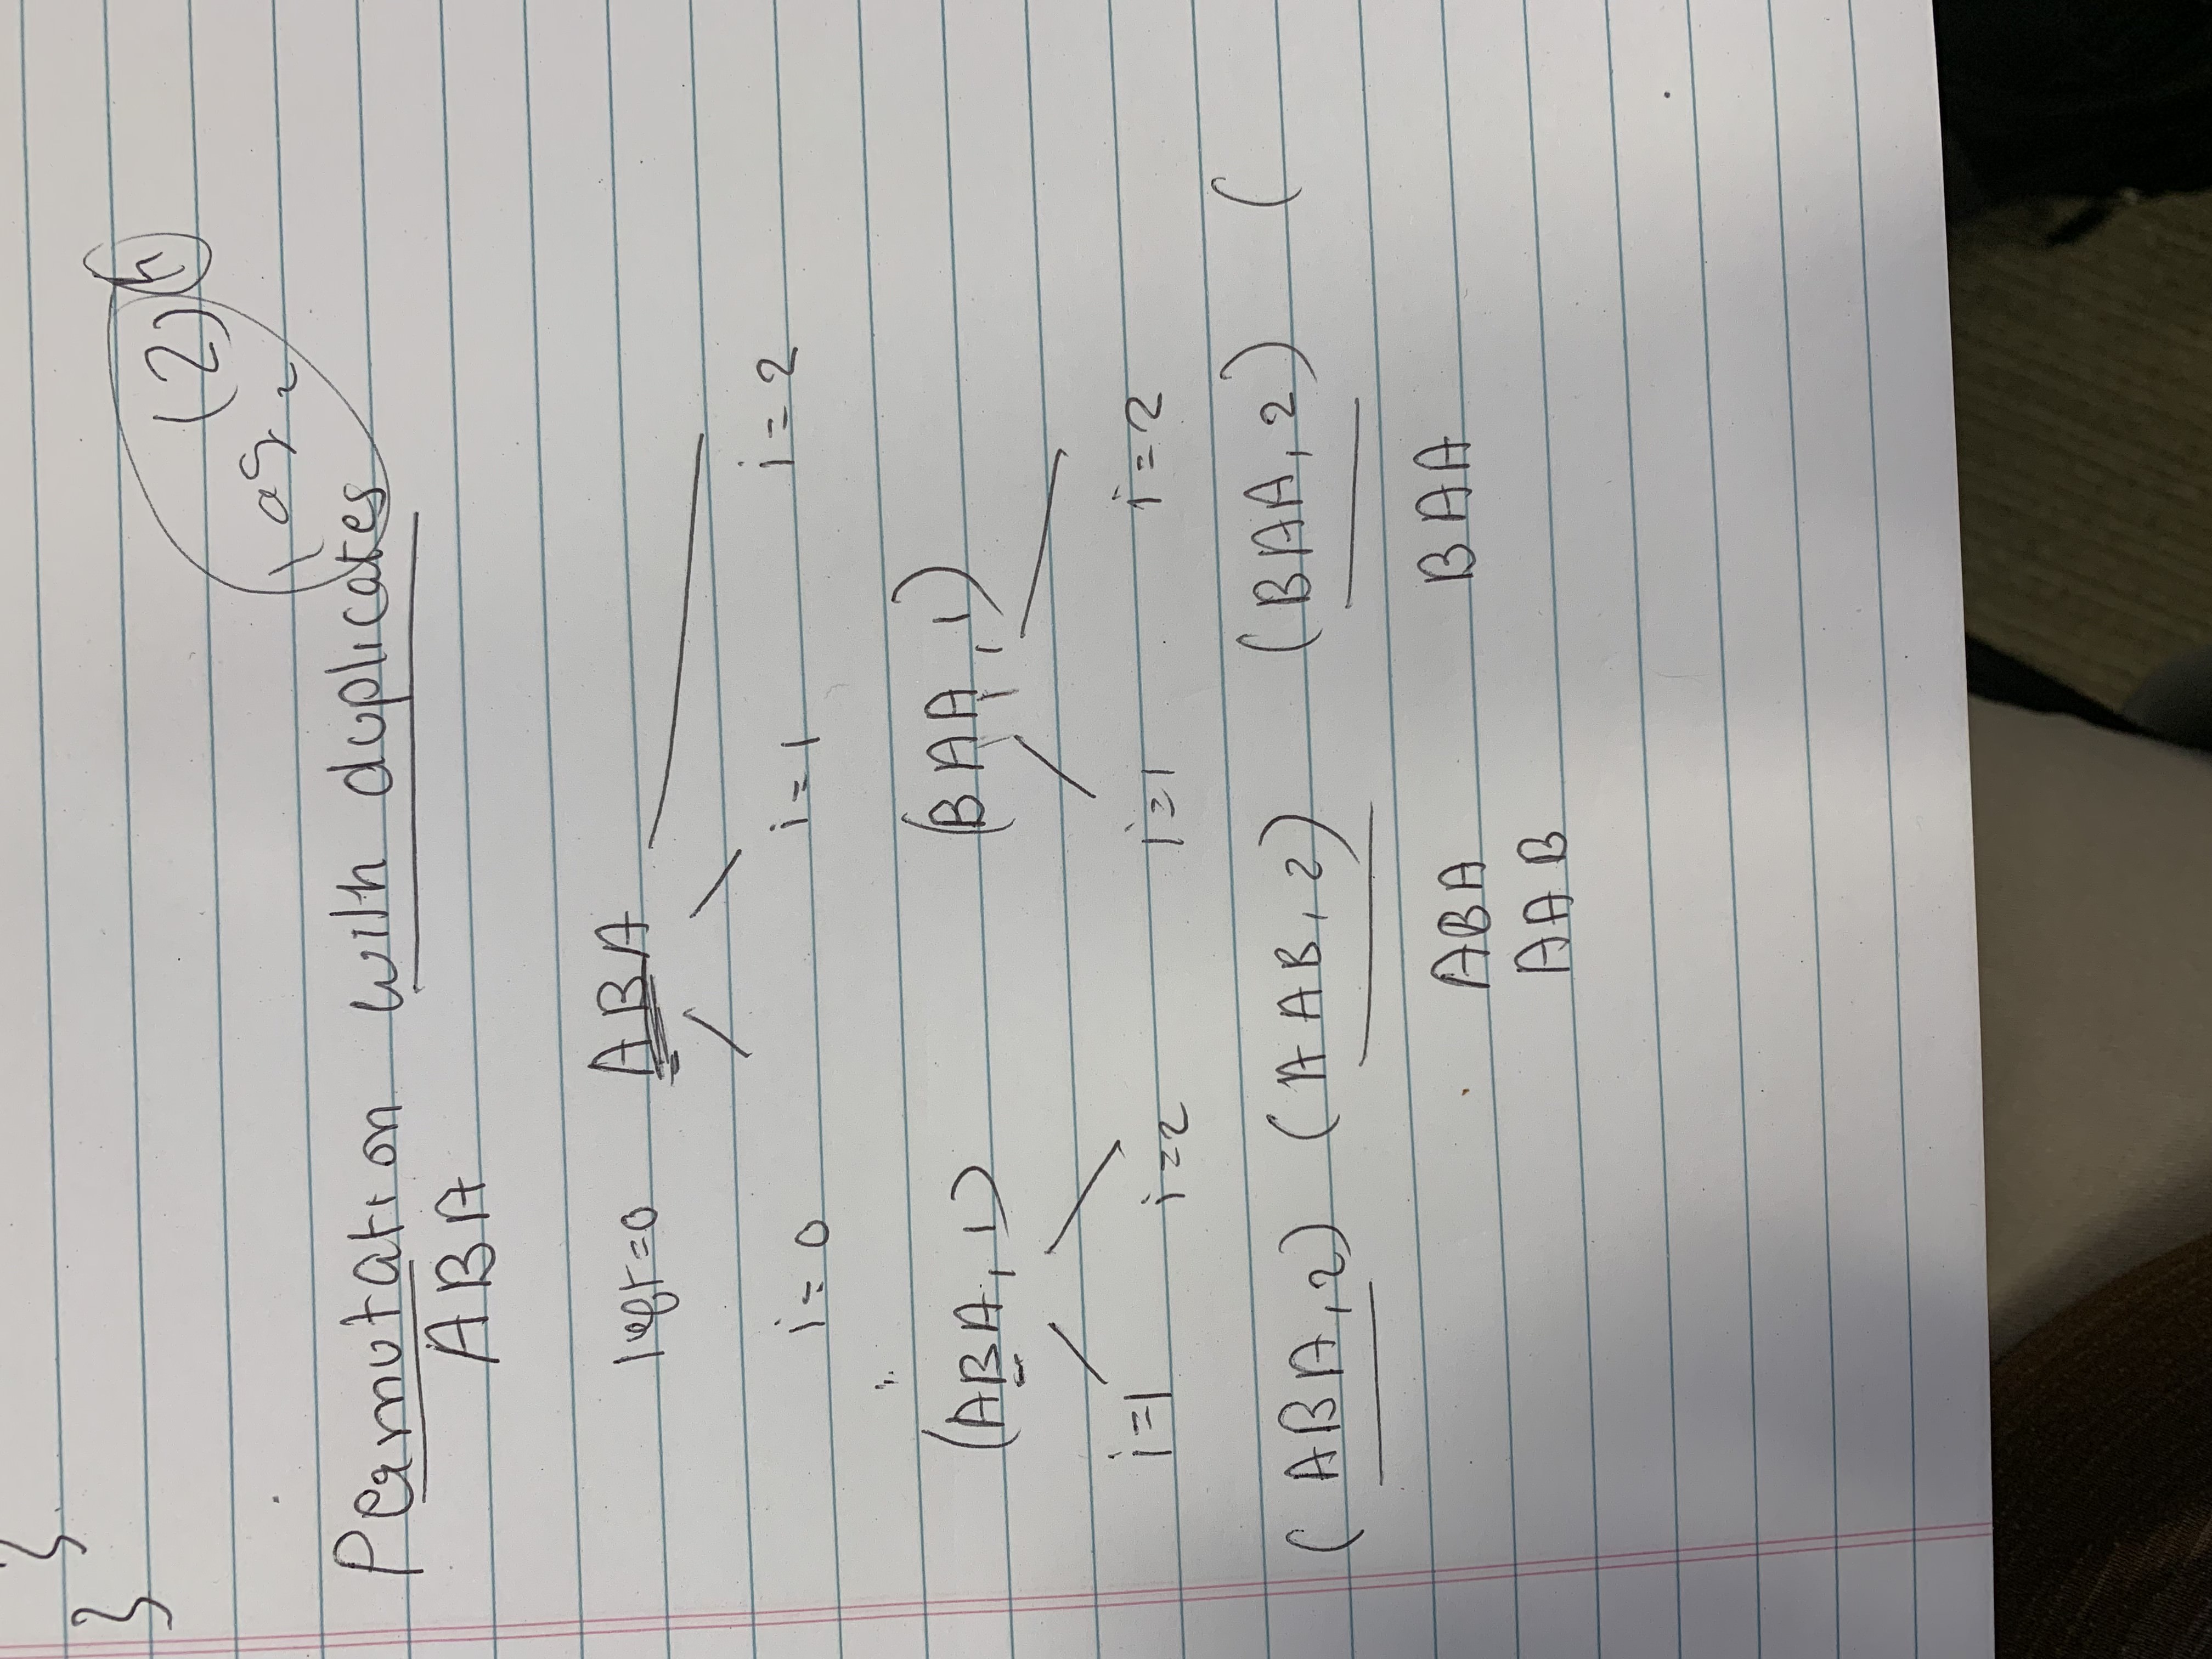 }
}
(2)^n
log2
Permutation with duplicates
ABA
left=0 ABA
i=0 i=1 i=2
(ABA,1) (BAA,1)
i=1 i=2 i=1 i=2
(ABA,2) (AAB,2) (BAA,2) (
ABA BAA
AAB